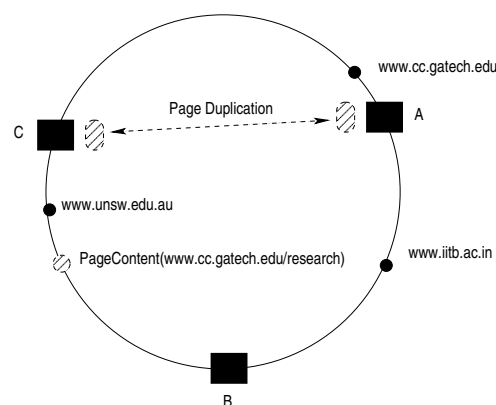 www.cc.gatech.edu
Page Duplication
A
C
www.unsw.edu.au
www.iitb.ac.in
PageContent(www.cc.gatech.edu/research)
B